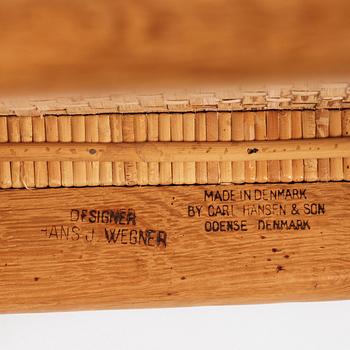 DESIGNER
HANS J. WEGNER
MADE IN DENMARK
BY CARL HANSEN & SON
ODENSE DENMARK